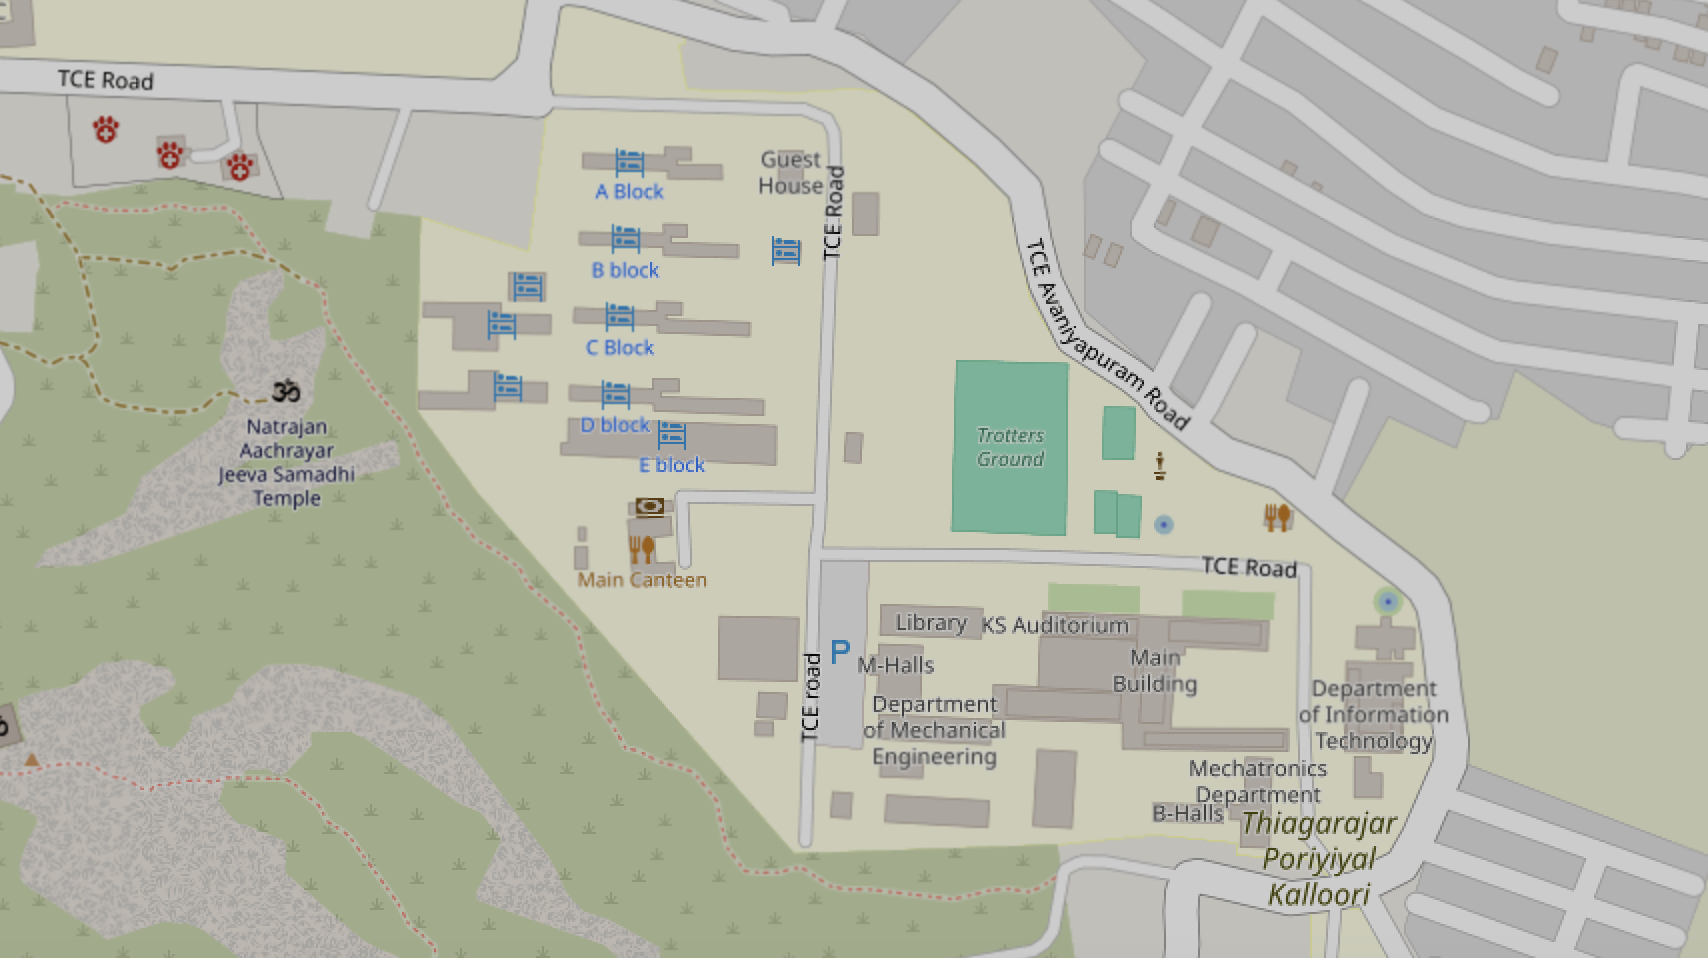 TCE Road
Guest
House
A Block
TCE Road
B block
TCE Avaniyapuram Road
C Block
Natrajan
Aachrayar
Jeeva Samadhi
Temple
D block
E block
Trotters
Ground
Main Canteen
TCE Road
Library
KS Auditorium
P
M-Halls
Main
Building
TCE road
Department
of Mechanical
Engineering
Department
of Information
Technology
Mechatronics
Department
B-Halls
Thiagarajar
Poriyiyal
Kalloori